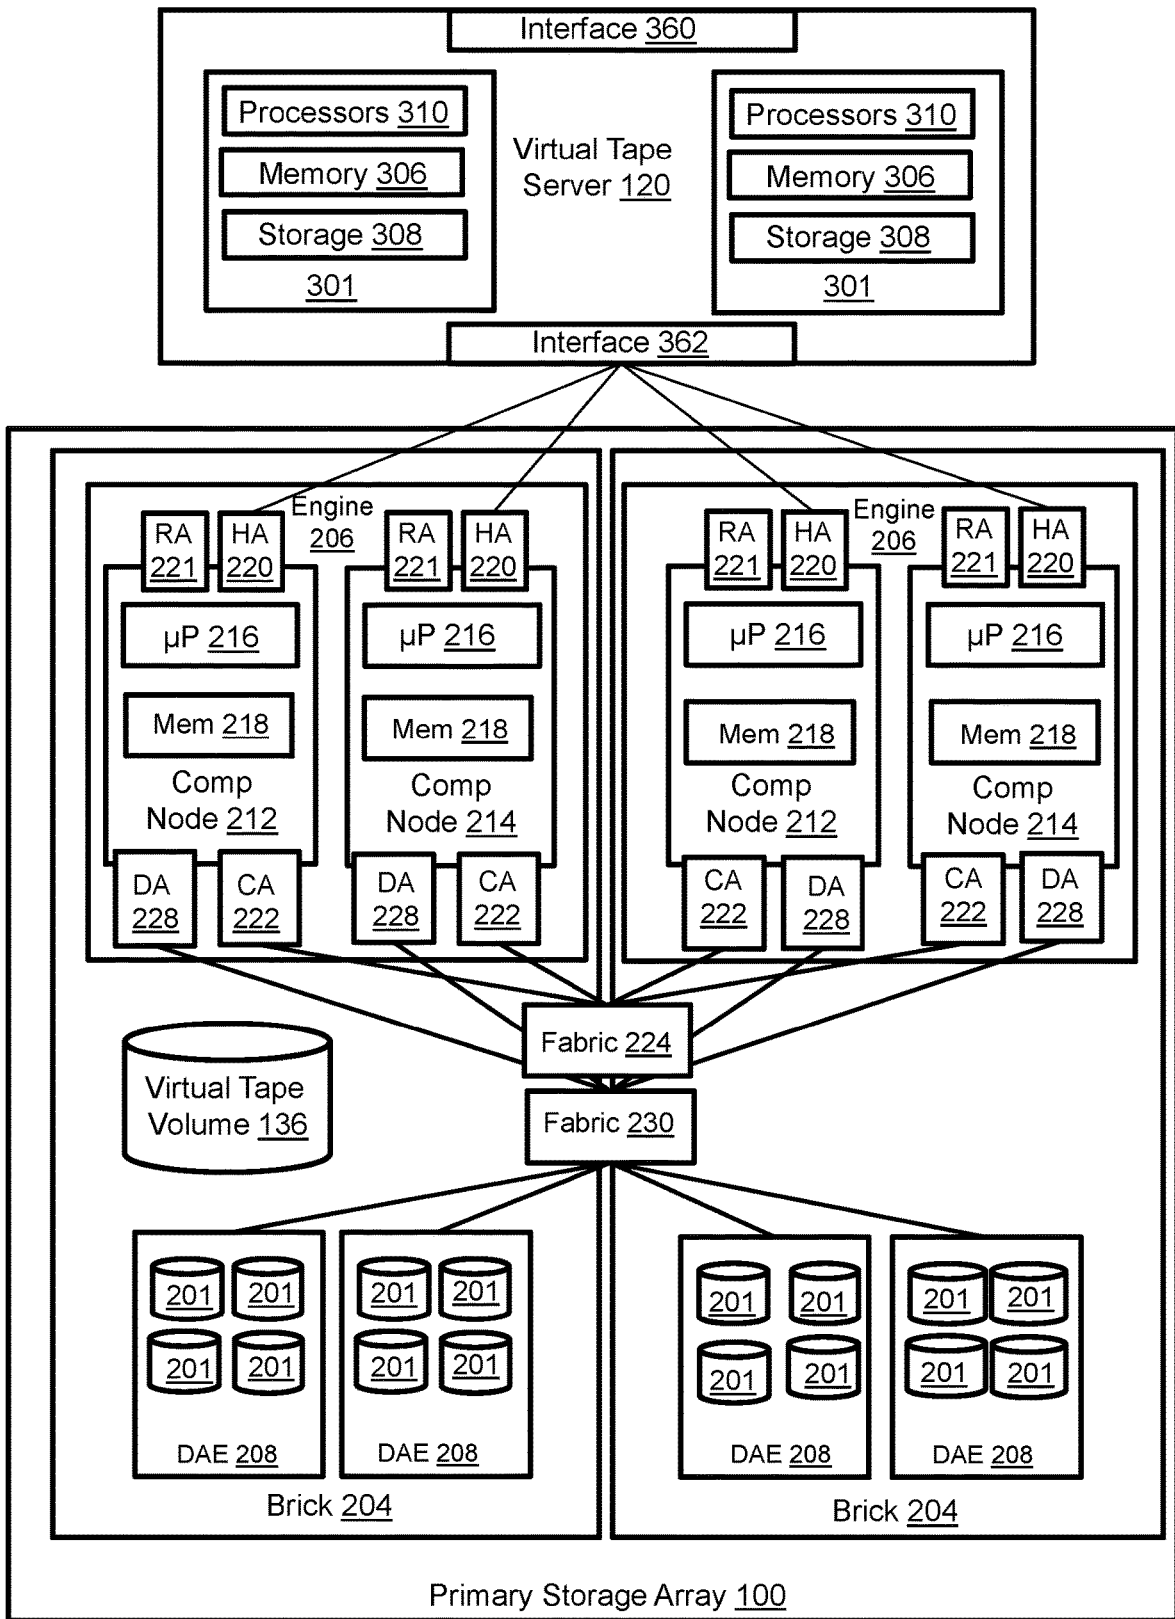 Interface 360
Processors 310
Memory 306
Storage 308
301
Virtual Tape
Server 120
Processors 310
Memory 306
Storage 308
301
Interface 362
Engine
206
RA
221
HA
220
µP 216
Mem 218
Comp
Node 212
DA
228
CA
222
RA
221
HA
220
µP 216
Mem 218
Comp
Node 214
DA
228
CA
222
Engine
206
RA
221
HA
220
µP 216
Mem 218
Comp
Node 212
CA
222
DA
228
RA
221
HA
220
µP 216
Mem 218
Comp
Node 214
CA
222
DA
228
Fabric 224
Fabric 230
Virtual Tape
Volume 136
201 201
201 201
DAE 208
201 201
201 201
DAE 208
Brick 204
201 201
201 201
DAE 208
201 201
201 201
DAE 208
Brick 204
Primary Storage Array 100